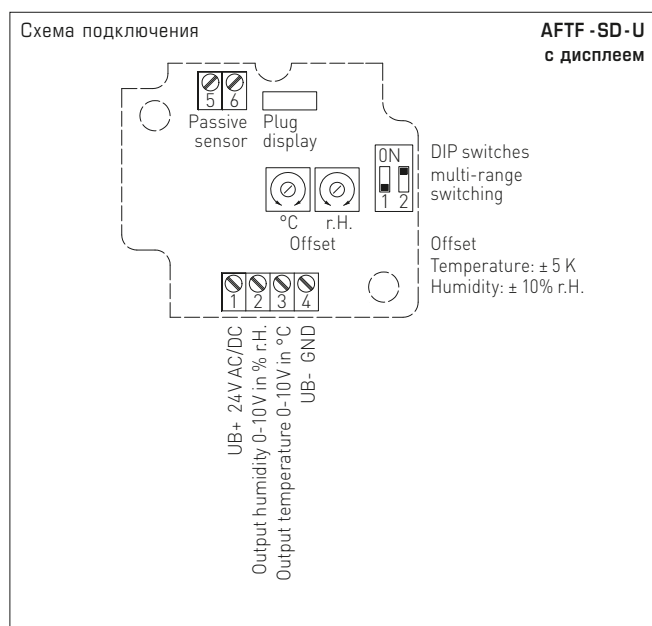 Схема подключения
AFTF-SD-U
с дисплеем
5 6
Passive
sensor
Plug
display
ON
1 2
DIP switches
multi-range
switching
°C
r.H.
Offset
Offset
Temperature: ± 5 K
Humidity: ± 10% r.H.
1 2 3 4
UB+ 24V AC/DC
Output humidity 0-10V in % r.H.
Output temperature 0-10V in °C
UB- GND